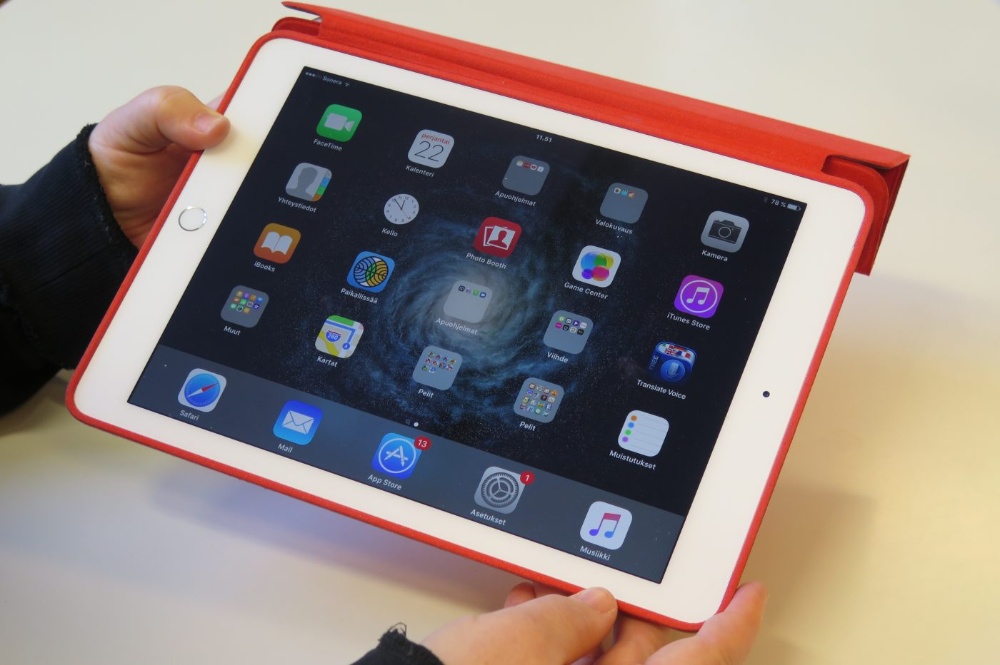 Sonera
11.51
78 %
FaceTime
perjantai
22
Kalenteri
Apuohjelmat
Valokuvaus
Kamera
Yhteystiedot
Kello
Photo Booth
Game Center
iTunes Store
iBooks
Paikallissää
Apuohjelmat
Viihde
FREE
Translate Voice
Muut
280
Kartat
Pelit
Pelit
Muistutukset
Safari
Mail
13
App Store
1
Asetukset
Musiikki